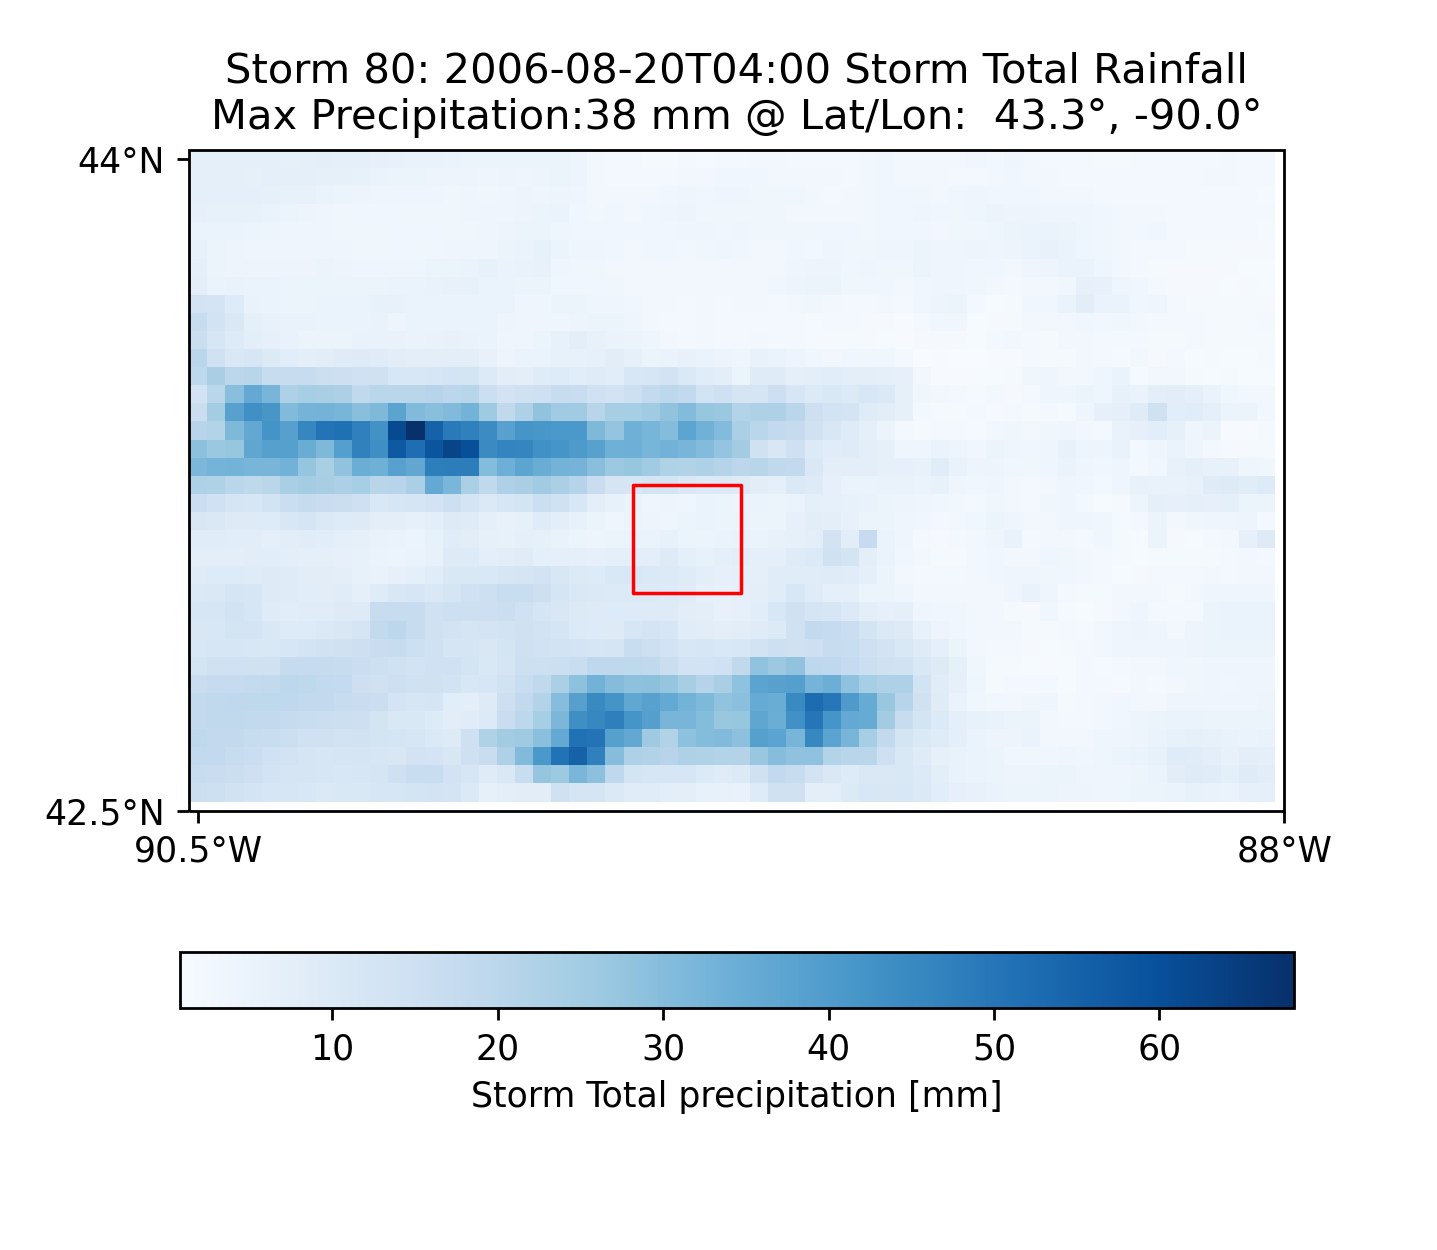 Storm 80: 2006-08-20T04:00 Storm Total Rainfall
Max Precipitation:38 mm @ Lat/Lon:  43.3°, -90.0°
44°N
42.5°N
90.5°W 88°W
10 20 30 40 50 60
Storm Total precipitation [mm]